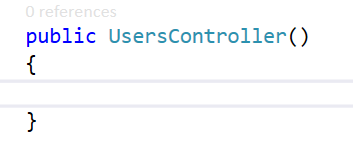 0 references
public UsersController()
{
}